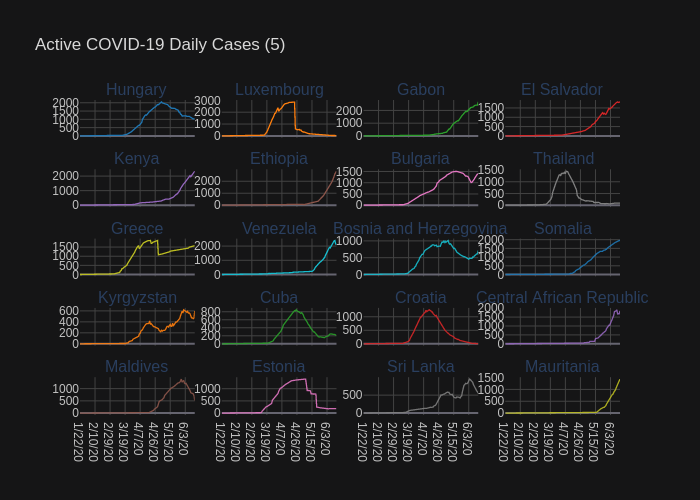 Active COVID-19 Daily Cases (5)
Hungary Luxembourg Gabon El Salvador
2000 1500 1000 500 0
3000 2000 1000 0
2000 1000 0
1500 1000 500 0
Kenya Ethiopia Bulgaria Thailand
2000 1000 0
2000 1000 0
1500 1000 500 0
1500 1000 500 0
Greece Venezuela Bosnia and Herzegovina Somalia
1500 1000 500 0
2000 1000 0
1000 500 0
2000 1500 1000 500 0
Kyrgyzstan Cuba Croatia Central African Republic
600 400 200 0
800 600 400 200 0
1000 500 0
2000 1500 1000 500 0
Maldives Estonia Sri Lanka Mauritania
1000 500 0
1000 500 0
500 0
1500 1000 500 0
1/22/20 2/10/20 2/29/20 3/19/20 4/7/20 4/26/20 5/15/20 6/3/20
1/22/20 2/10/20 2/29/20 3/19/20 4/7/20 4/26/20 5/15/20 6/3/20
1/22/20 2/10/20 2/29/20 3/19/20 4/7/20 4/26/20 5/15/20 6/3/20
1/22/20 2/10/20 2/29/20 3/19/20 4/7/20 4/26/20 5/15/20 6/3/20